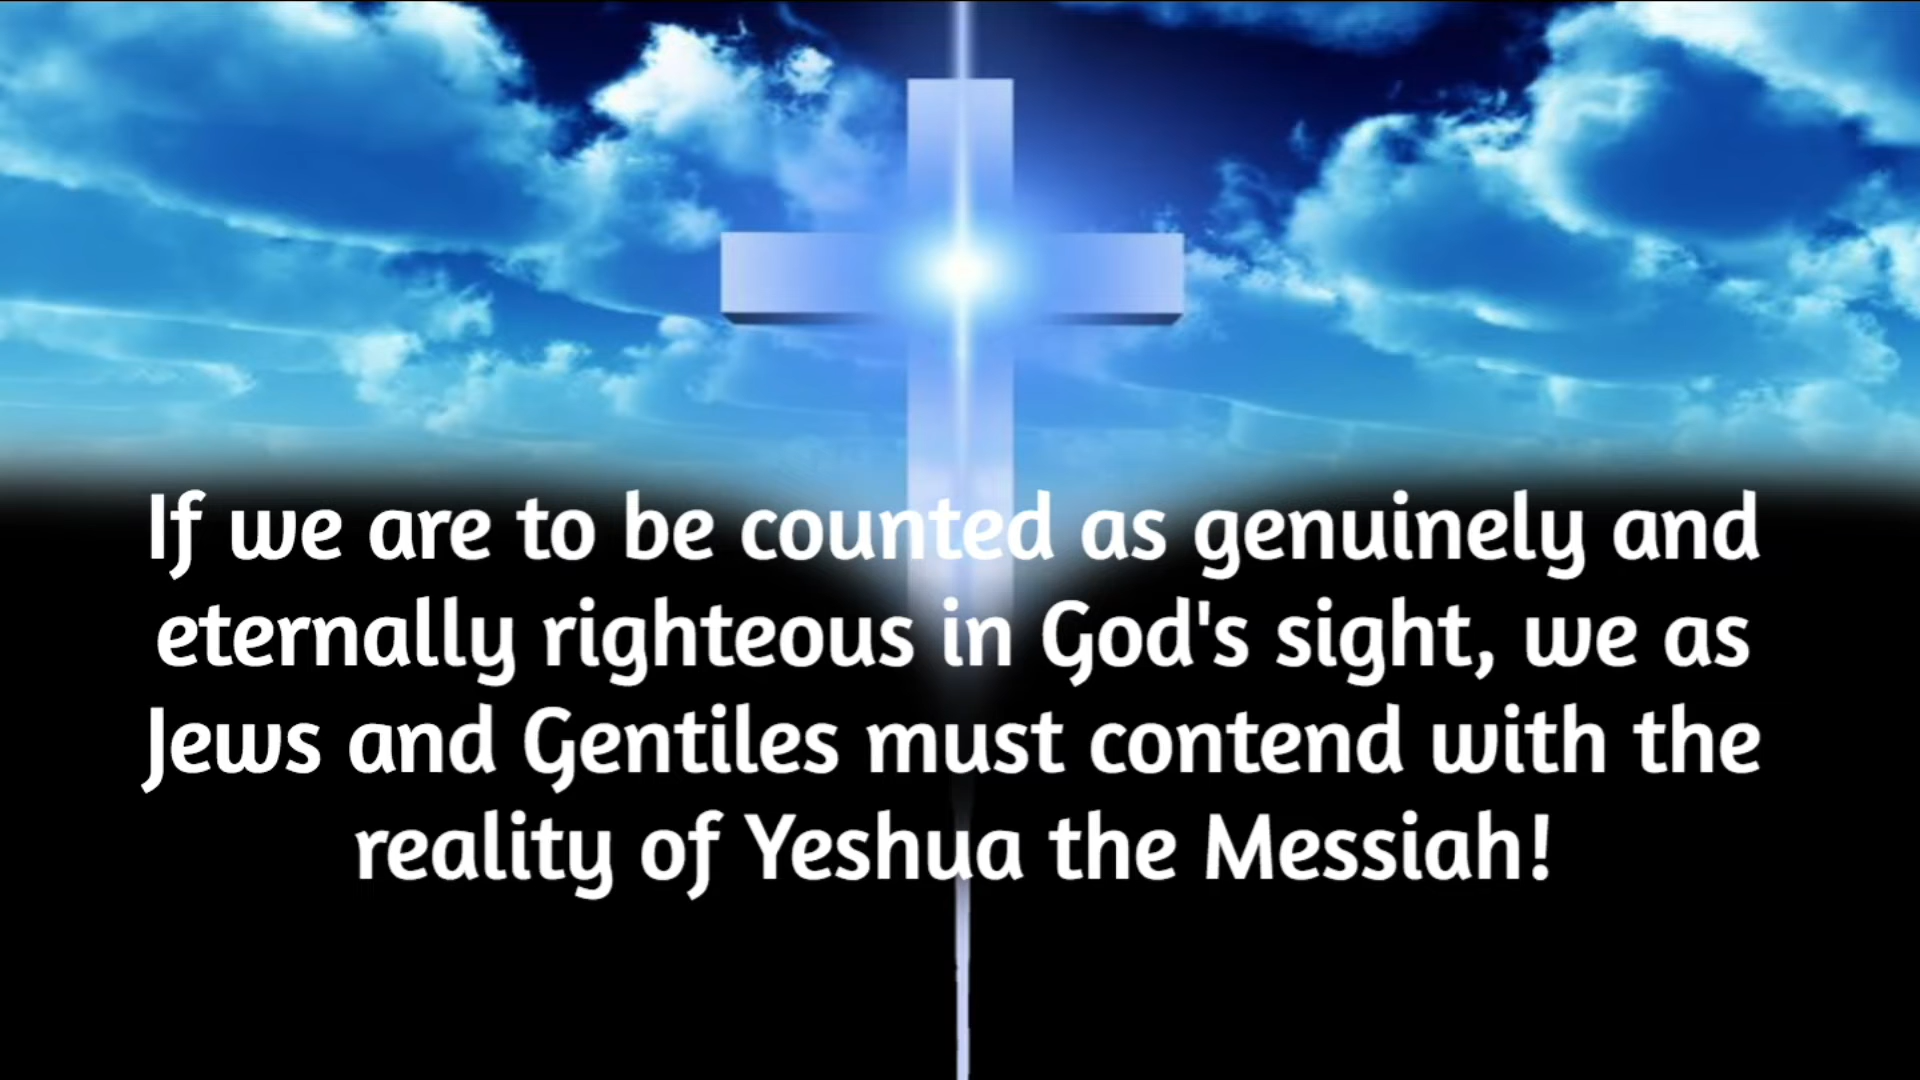 If we are to be counted as genuinely and
eternally righteous in God's sight, we as
Jews and Gentiles must contend with the
reality of Yeshua the Messiah!